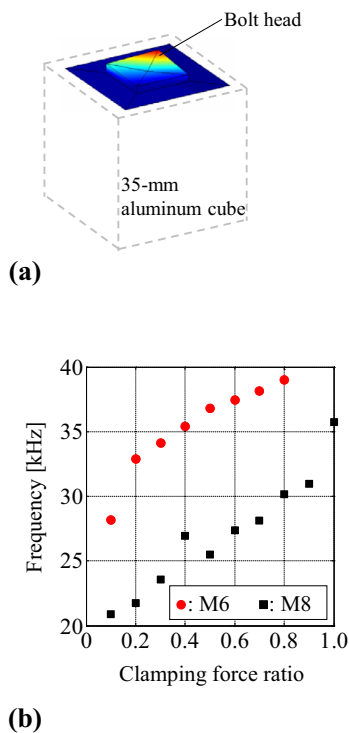 Bolt head
35-mm
aluminum cube
(a)
40
35
30
25
20
Frequency [kHz]
: M6 : M8
0 0.2 0.4 0.6 0.8 1.0
Clamping force ratio
(b)